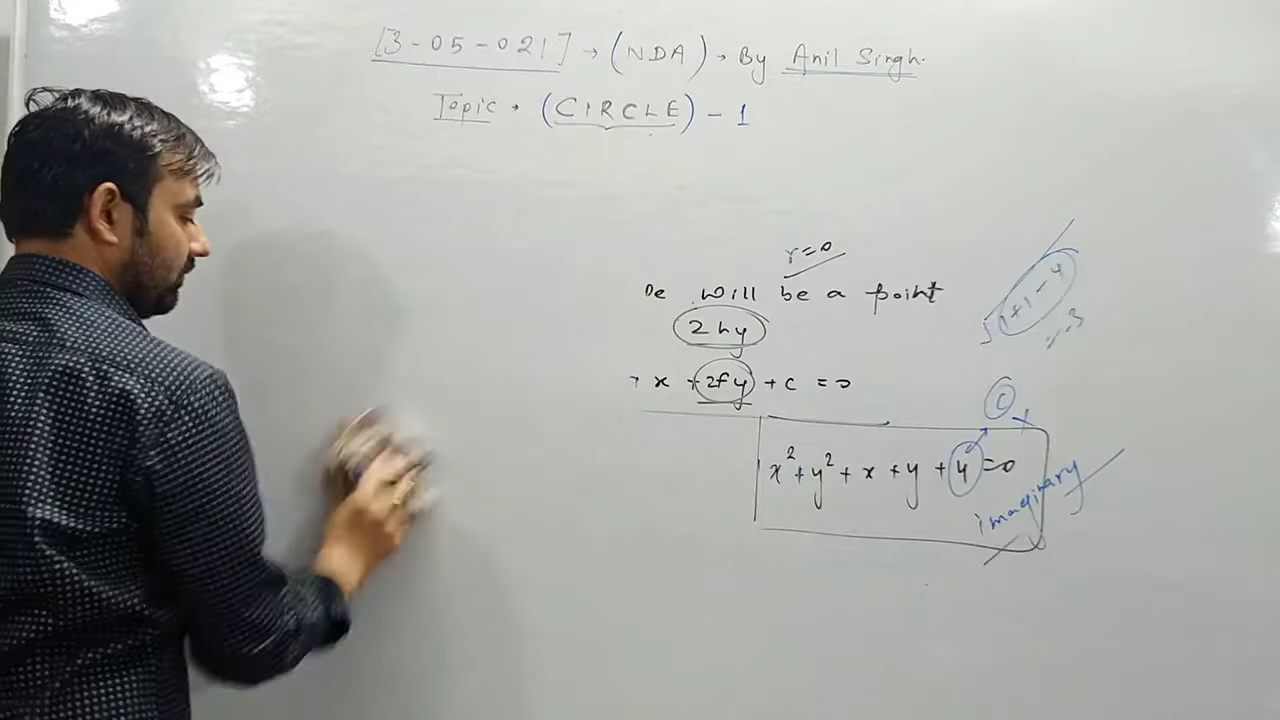 [3-05-021] → (NDA) → By Anil Singh.
Topic → (CIRCLE) - 1
r=0
will be a point
1+1-4
=-3
2hy
x +2fy + c = 0
c
x² + y² + x + y + 4 = 0
imaginary